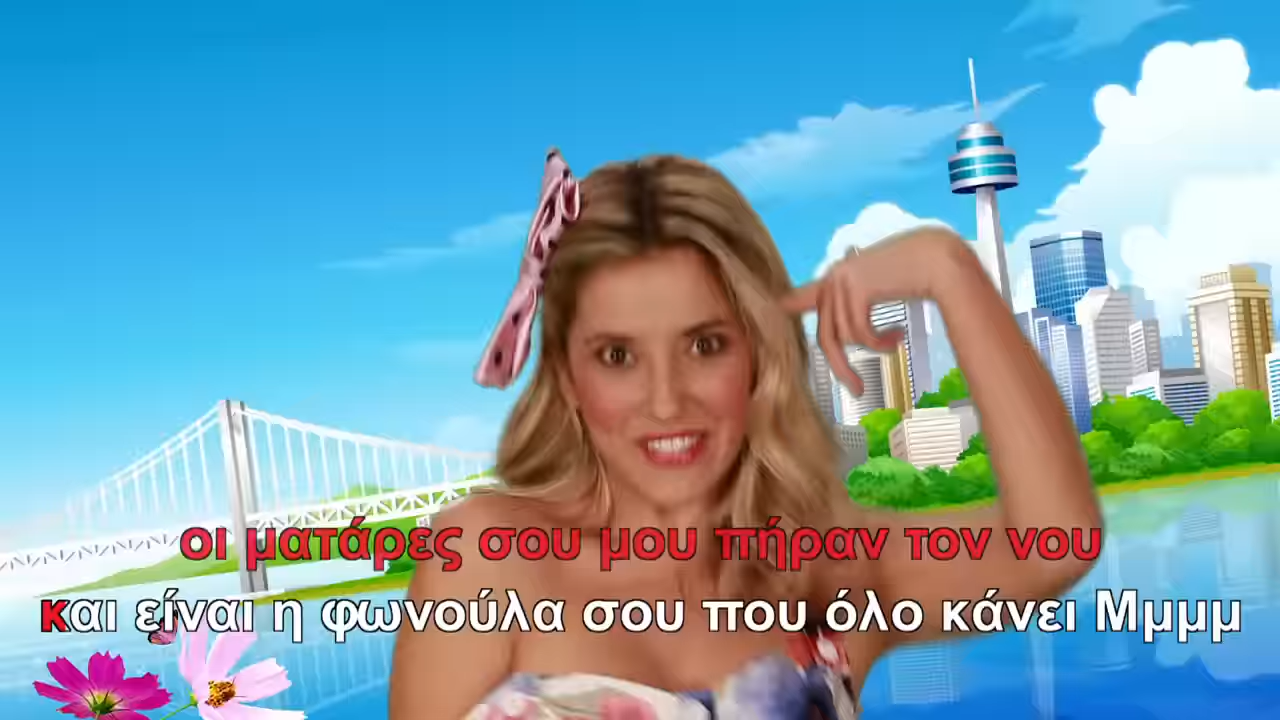 οι ματάρες σου μου πήραν τον νου
και είναι η φωνούλα σου που όλο κάνει Μμμμ